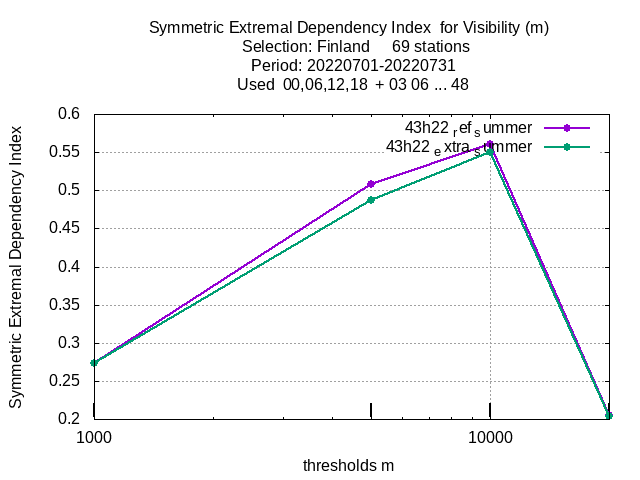 Symmetric Extremal Dependency Index  for Visibility (m)
Selection: Finland     69 stations
Period: 20220701-20220731
Used  00,06,12,18  + 03 06 ... 48
43h22 ref summer
43h22 extra summer
Symmetric Extremal Dependency Index
0.6
0.55
0.5
0.45
0.4
0.35
0.3
0.25
0.2
1000
10000
thresholds m